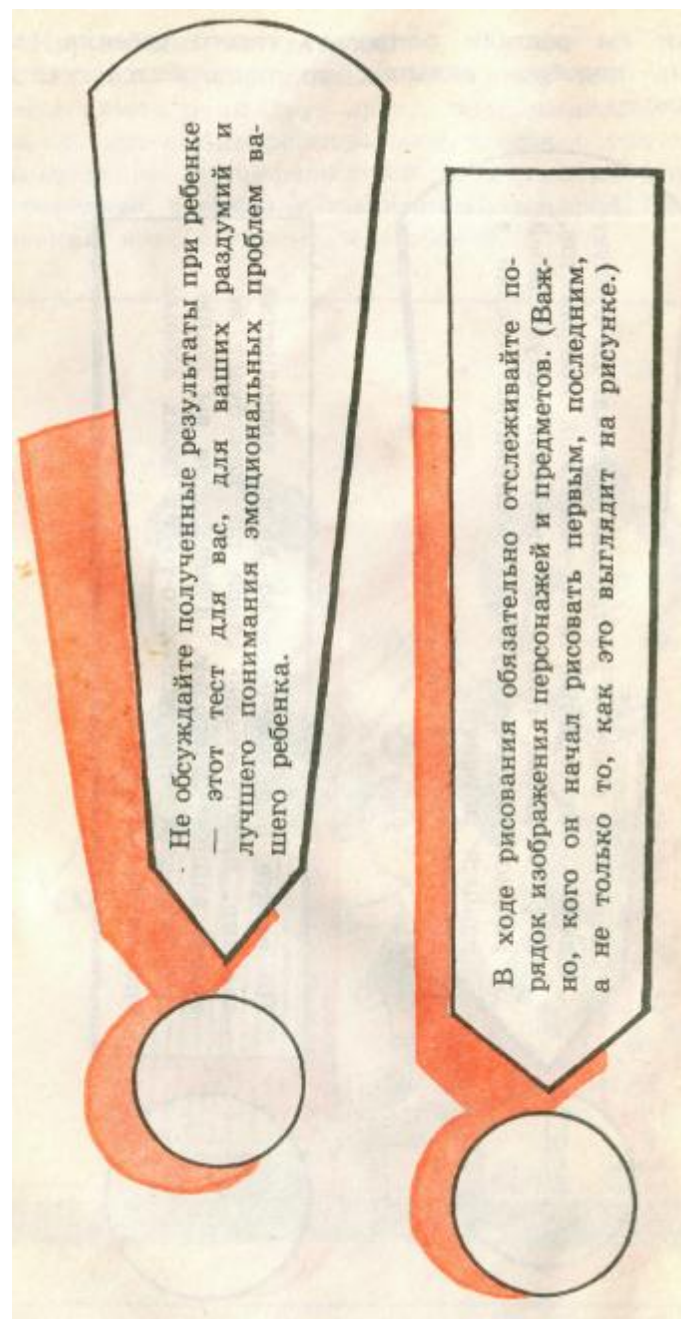 Не обсуждайте полученные результаты при ребенке
— этот тест для вас, для ваших раздумий и
лучшего понимания эмоциональных проблем ва-
шего ребенка.
В ходе рисования обязательно отслеживайте по-
рядок изображения персонажей и предметов. (Важ-
но, кого он начал рисовать первым, последним,
а не только то, как это выглядит на рисунке.)